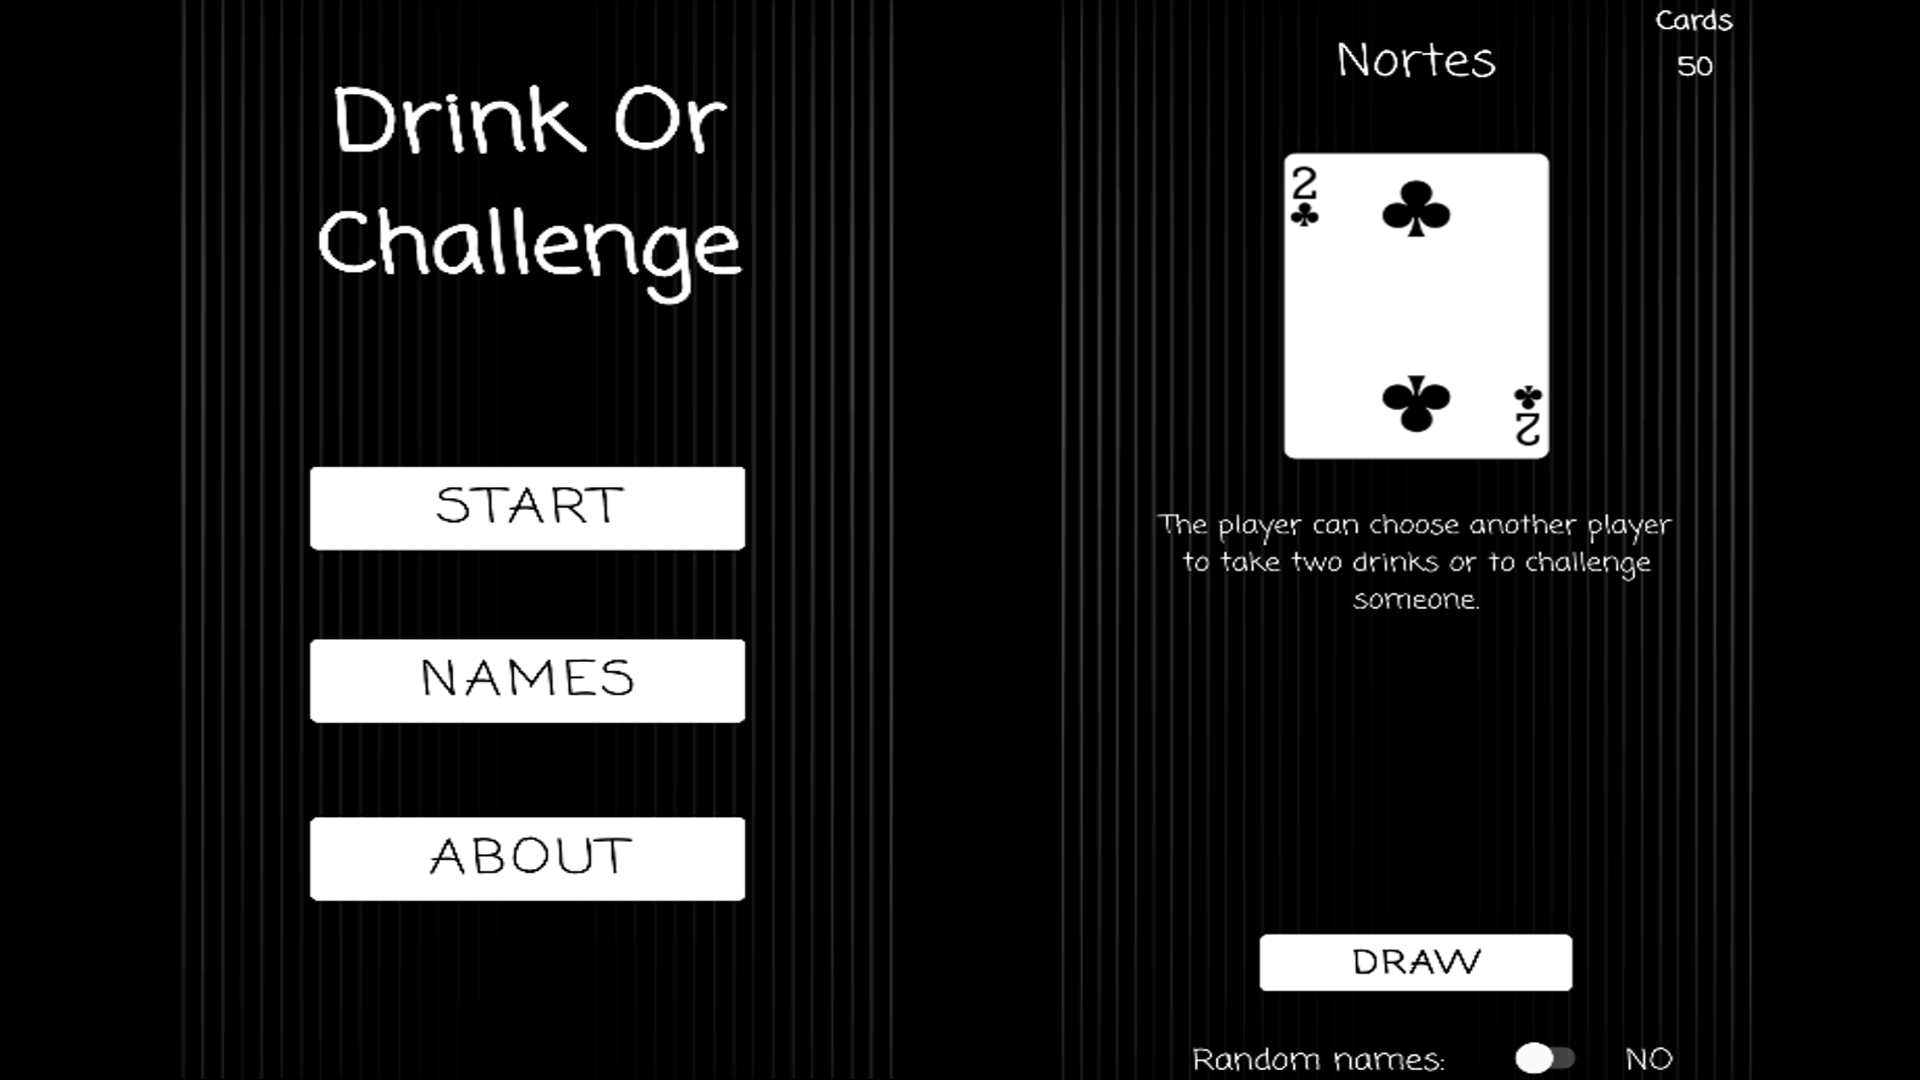 Drink Or
Challenge
START
NAMES
ABOUT
Cards
50
Nortes
2
The player can choose another player
to take two drinks or to challenge
someone.
2
DRAW
Random names:
NO